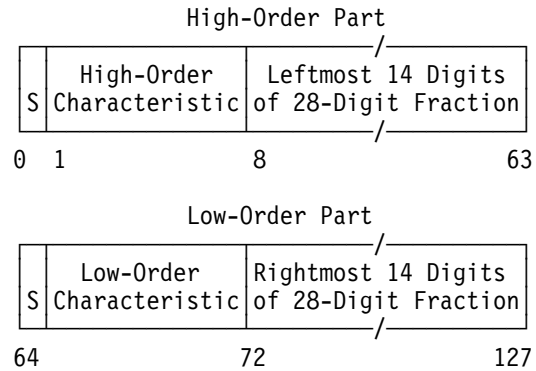 High-Order Part
High-Order Leftmost 14 Digits
S Characteristic of 28-Digit Fraction
0 1 8 63
Low-Order Part
Low-Order Rightmost 14 Digits
S Characteristic of 28-Digit Fraction
64 72 127